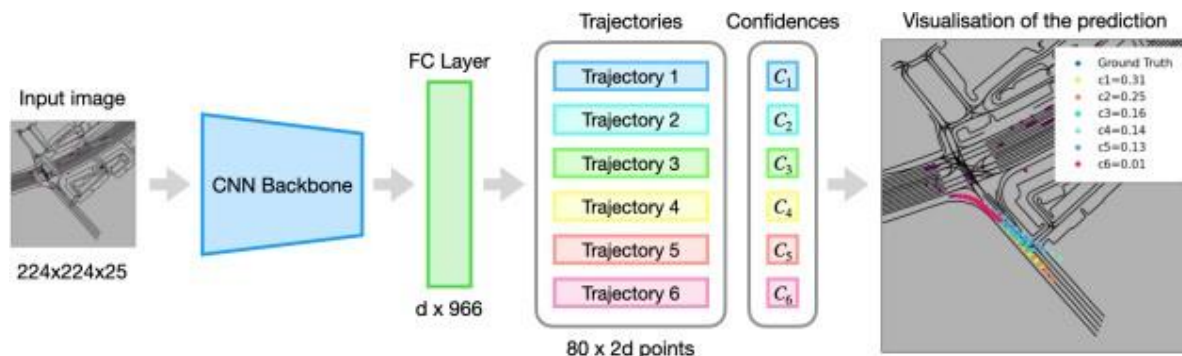 Input image
224x224x25
CNN Backbone
FC Layer
d x 966
Trajectories
Trajectory 1
Trajectory 2
Trajectory 3
Trajectory 4
Trajectory 5
Trajectory 6
80 x 2d points
Confidences
C₁
C₂
C₃
C₄
C₅
C₆
Visualisation of the prediction
Ground Truth
c1=0.31
c2=0.25
c3=0.16
c4=0.14
c5=0.13
c6=0.01